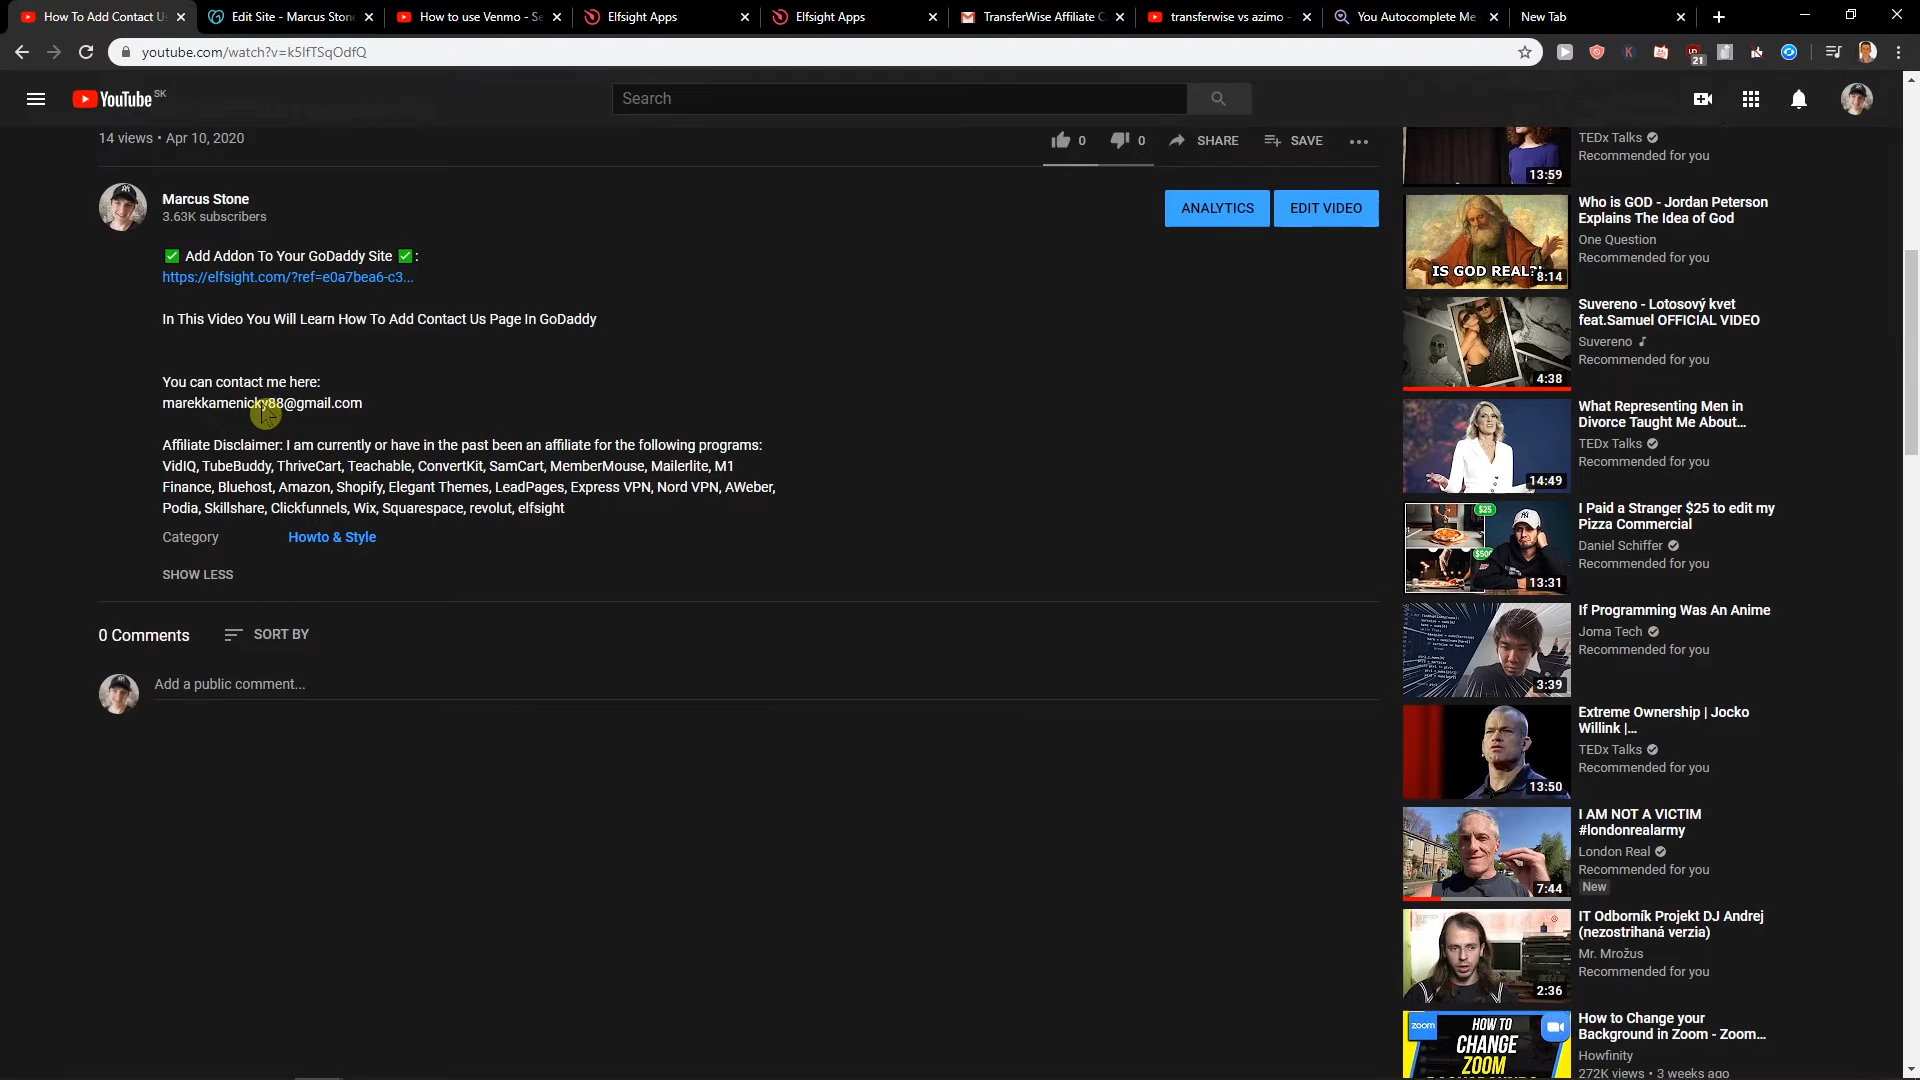 How To Add Contact Us
Edit Site - Marcus Stone
How to use Venmo - Se
Elfsight Apps
Elfsight Apps
TransferWise Affiliate C
transferwise vs azimo -
You Autocomplete Me
New Tab
youtube.com/watch?v=k5IfTSqOdfQ
21
YouTube SK
Search
14 views • Apr 10, 2020
0
0
SHARE
SAVE
Marcus Stone
3.63K subscribers
ANALYTICS
EDIT VIDEO
✅ Add Addon To Your GoDaddy Site ✅:
https://elfsight.com/?ref=e0a7bea6-c3...
In This Video You Will Learn How To Add Contact Us Page In GoDaddy
You can contact me here:
marekkamenicky88@gmail.com
Affiliate Disclaimer: I am currently or have in the past been an affiliate for the following programs:
VidIQ, TubeBuddy, ThriveCart, Teachable, ConvertKit, SamCart, MemberMouse, Mailerlite, M1
Finance, Bluehost, Amazon, Shopify, Elegant Themes, LeadPages, Express VPN, Nord VPN, AWeber,
Podia, Skillshare, Clickfunnels, Wix, Squarespace, revolut, elfsight
Category
Howto & Style
SHOW LESS
0 Comments
SORT BY
Add a public comment...
13:59
TEDx Talks
Recommended for you
IS GOD REAL?!
8:14
Who is GOD - Jordan Peterson
Explains The Idea of God
One Question
Recommended for you
4:38
Suvereno - Lotosový kvet
feat.Samuel OFFICIAL VIDEO
Suvereno
Recommended for you
14:49
What Representing Men in
Divorce Taught Me About...
TEDx Talks
Recommended for you
$25
13:31
I Paid a Stranger $25 to edit my
Pizza Commercial
Daniel Schiffer
Recommended for you
3:39
If Programming Was An Anime
Joma Tech
Recommended for you
13:50
Extreme Ownership | Jocko
Willink |...
TEDx Talks
Recommended for you
7:44
I AM NOT A VICTIM
#londonrealarmy
London Real
Recommended for you
New
2:36
IT Odborník Projekt DJ Andrej
(nezostrihaná verzia)
Mr. Mrožus
Recommended for you
zoom
HOW TO
CHANGE
ZOOM
How to Change your
Background in Zoom - Zoom...
Howfinity
272K views • 3 weeks ago